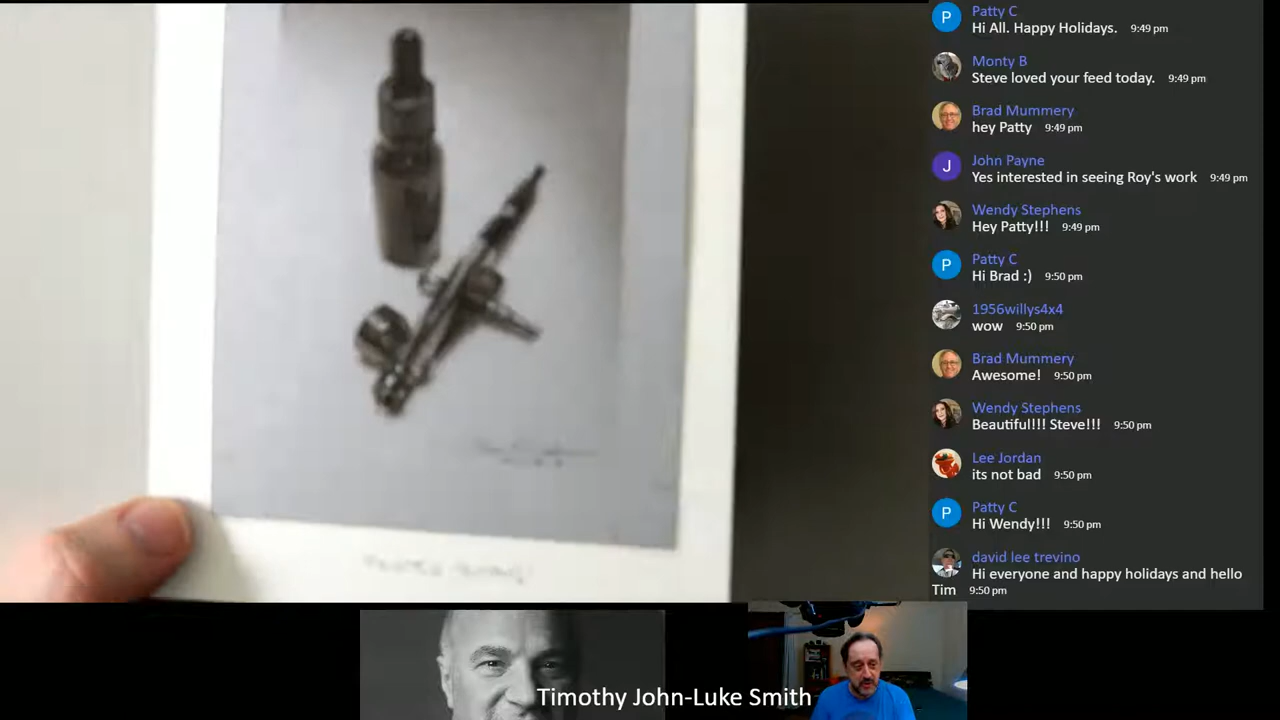 Patty C
Hi All. Happy Holidays. 9:49 pm
Monty B
Steve loved your feed today. 9:49 pm
Brad Mummery
hey Patty 9:49 pm
J John Payne
Yes interested in seeing Roy's work 9:49 pm
Wendy Stephens
Hey Patty!!! 9:49 pm
P Patty C
Hi Brad :) 9:50 pm
1956willys4x4
wow 9:50 pm
Brad Mummery
Awesome! 9:50 pm
Wendy Stephens
Beautiful!!! Steve!!! 9:50 pm
Lee Jordan
its not bad 9:50 pm
P Patty C
Hi Wendy!!! 9:50 pm
david lee trevino
Hi everyone and happy holidays and hello
Tim 9:50 pm
Timothy John-Luke Smith